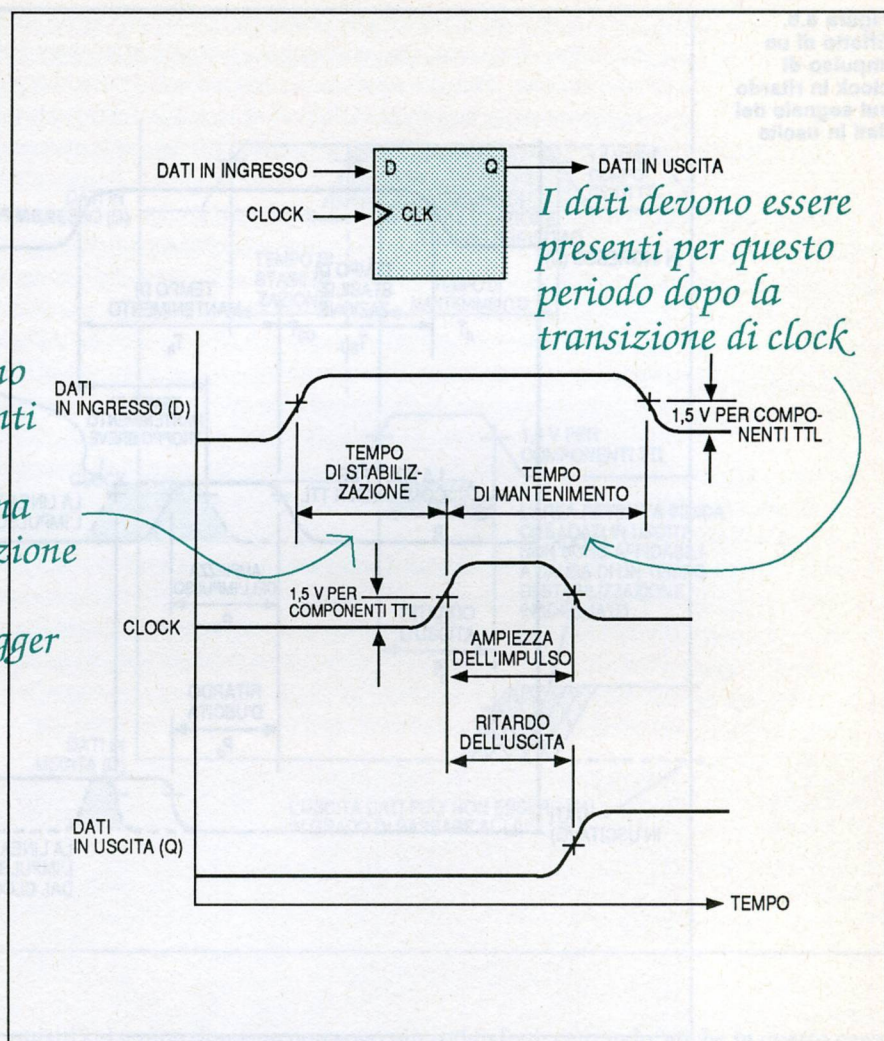 DATI IN INGRESSO
D
Q
DATI IN USCITA
CLOCK
CLK
I dati devono essere
presenti per questo
periodo dopo la
transizione di clock
DATI
IN INGRESSO (D)
1,5 V PER COMPO-
NENTI TTL
TEMPO
DI STABILIZ-
ZAZIONE
TEMPO
DI MANTENIMENTO
1,5 V PER
COMPONENTI TTL
CLOCK
AMPIEZZA
DELL'IMPULSO
RITARDO
DELL'USCITA
DATI
IN USCITA (Q)
TEMPO